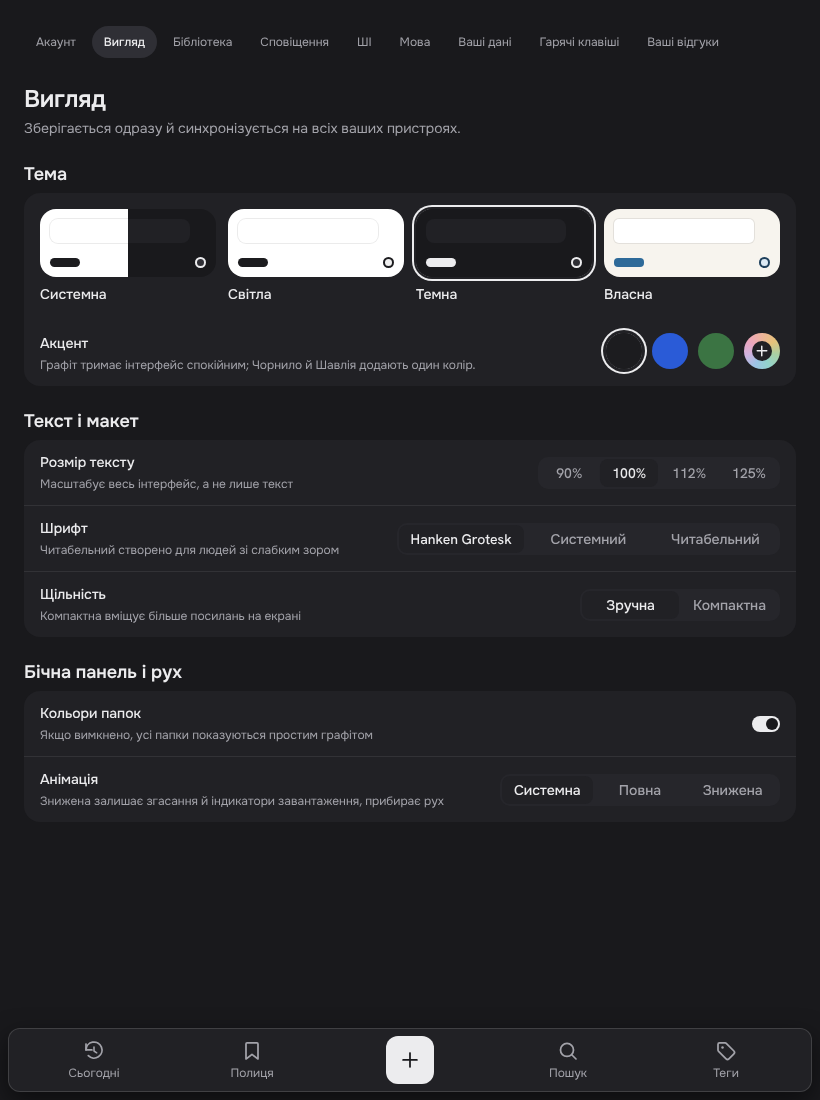 Акаунт Вигляд Бібліотека Сповіщення ШІ Мова Ваші дані Гарячі клавіші Ваші відгуки
Вигляд
Зберігається одразу й синхронізується на всіх ваших пристроях.
Тема
Системна Світла Темна Власна
Акцент
Графіт тримає інтерфейс спокійним; Чорнило й Шавлія додають один колір.
Текст і макет
Розмір тексту
Масштабує весь інтерфейс, а не лише текст
90% 100% 112% 125%
Шрифт
Читабельний створено для людей зі слабким зором
Hanken Grotesk Системний Читабельний
Щільність
Компактна вміщує більше посилань на екрані
Зручна Компактна
Бічна панель і рух
Кольори папок
Якщо вимкнено, усі папки показуються простим графітом
Анімація
Знижена залишає згасання й індикатори завантаження, прибирає рух
Системна Повна Знижена
Сьогодні Полиця Пошук Теги